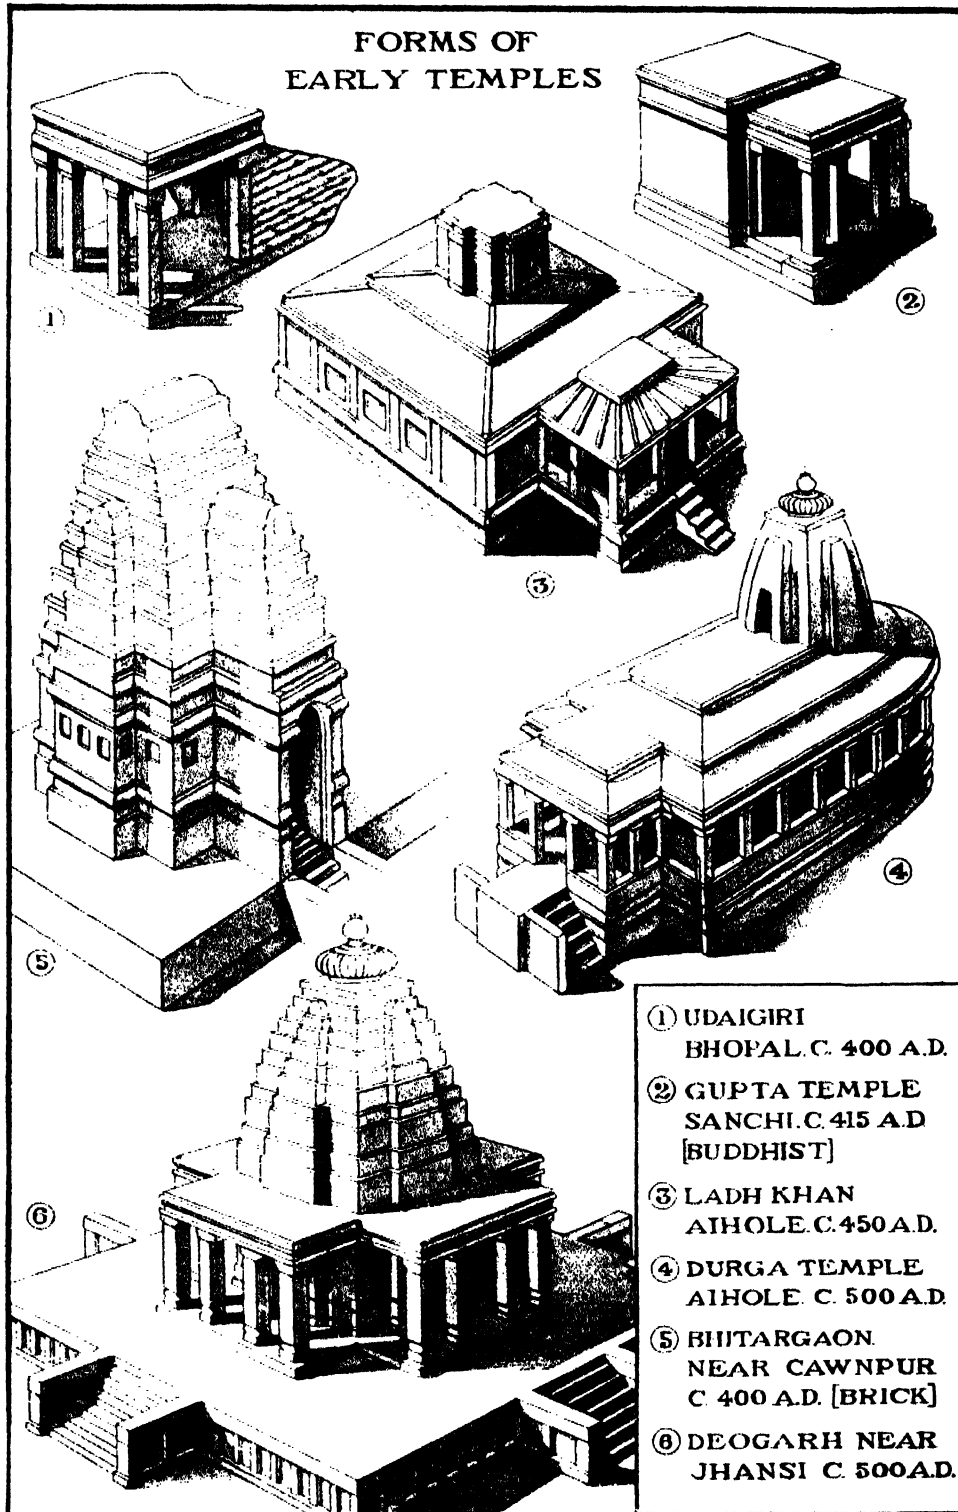 FORMS OF
EARLY TEMPLES
1
2
3
4
5
6
1 UDAIGIRI
BHOPAL. C. 400 A.D.
2 GUPTA TEMPLE
SANCHI. C. 415 A.D
[BUDDHIST]
3 LADH KHAN
AIHOLE. C. 450 A.D.
4 DURGA TEMPLE
AIHOLE. C. 500 A.D.
5 BHITARGAON.
NEAR CAWNPUR
C. 400 A.D. [BRICK]
6 DEOGARH NEAR
JHANSI C. 500 A.D.